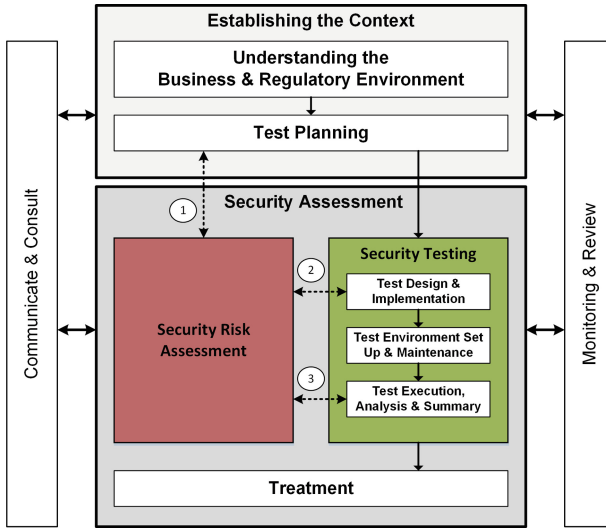 Establishing the Context
Understanding the
Business & Regulatory Environment
Test Planning
Communicate & Consult
Monitoring & Review
1
Security Assessment
Security Risk
Assessment
2
3
Security Testing
Test Design &
Implementation
Test Environment Set
Up & Maintenance
Test Execution,
Analysis & Summary
Treatment